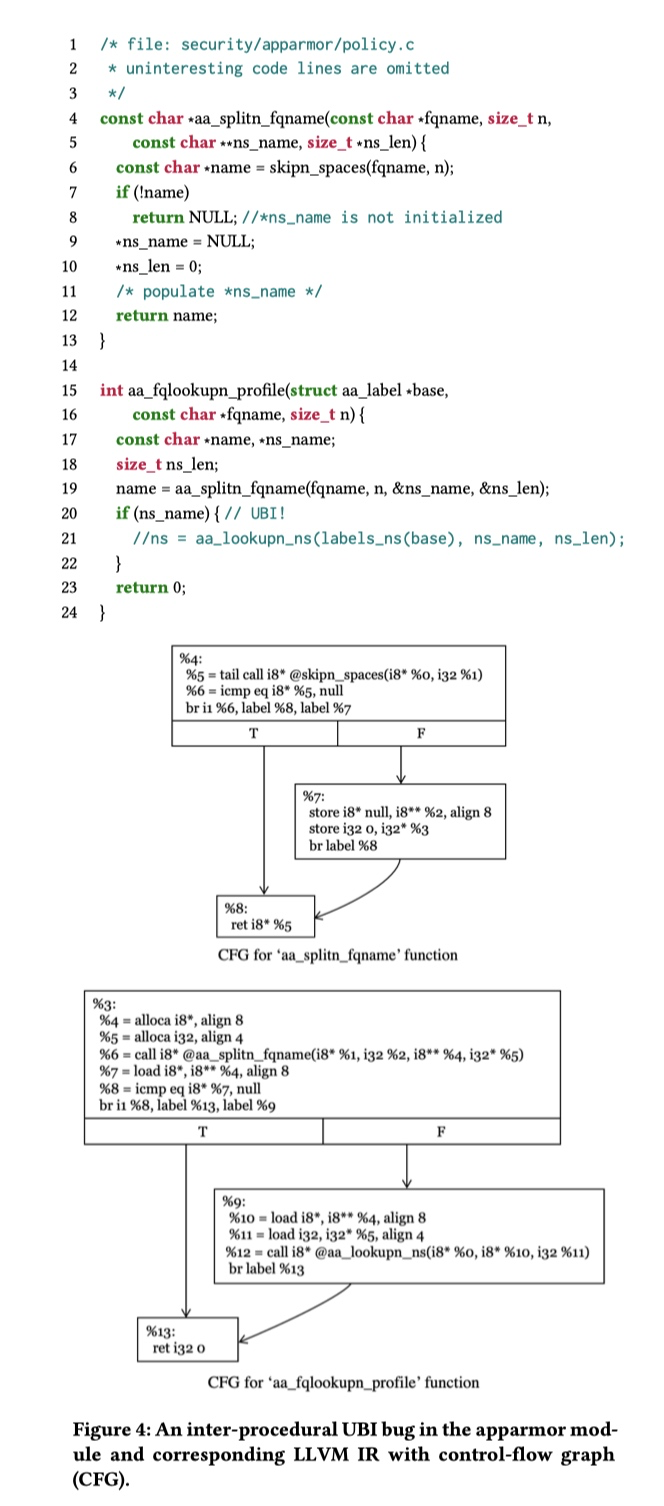 1 /* file: security/apparmor/policy.c
2 * uninteresting code lines are omitted
3 */
4 const char *aa_splitn_fqname(const char *fqname, size_t n,
5 const char **ns_name, size_t *ns_len) {
6 const char *name = skipn_spaces(fqname, n);
7 if (!name)
8 return NULL; //*ns_name is not initialized
9 *ns_name = NULL;
10 *ns_len = 0;
11 /* populate *ns_name */
12 return name;
13 }
14
15 int aa_fqlookupn_profile(struct aa_label *base,
16 const char *fqname, size_t n) {
17 const char *name, *ns_name;
18 size_t ns_len;
19 name = aa_splitn_fqname(fqname, n, &ns_name, &ns_len);
20 if (ns_name) { // UBI!
21 //ns = aa_lookupn_ns(labels_ns(base), ns_name, ns_len);
22 }
23 return 0;
24 }
%4:
%5 = tail call i8* @skipn_spaces(i8* %0, i32 %1)
%6 = icmp eq i8* %5, null
br i1 %6, label %8, label %7
T F
%7:
store i8* null, i8** %2, align 8
store i32 0, i32* %3
br label %8
%8:
ret i8* %5
CFG for 'aa_splitn_fqname' function
%3:
%4 = alloca i8*, align 8
%5 = alloca i32, align 4
%6 = call i8* @aa_splitn_fqname(i8* %1, i32 %2, i8** %4, i32* %5)
%7 = load i8*, i8** %4, align 8
%8 = icmp eq i8* %7, null
br i1 %8, label %13, label %9
T F
%9:
%10 = load i8*, i8** %4, align 8
%11 = load i32, i32* %5, align 4
%12 = call i8* @aa_lookupn_ns(i8* %0, i8* %10, i32 %11)
br label %13
%13:
ret i32 0
CFG for 'aa_fqlookupn_profile' function
Figure 4: An inter-procedural UBI bug in the apparmor mod-
ule and corresponding LLVM IR with control-flow graph
(CFG).